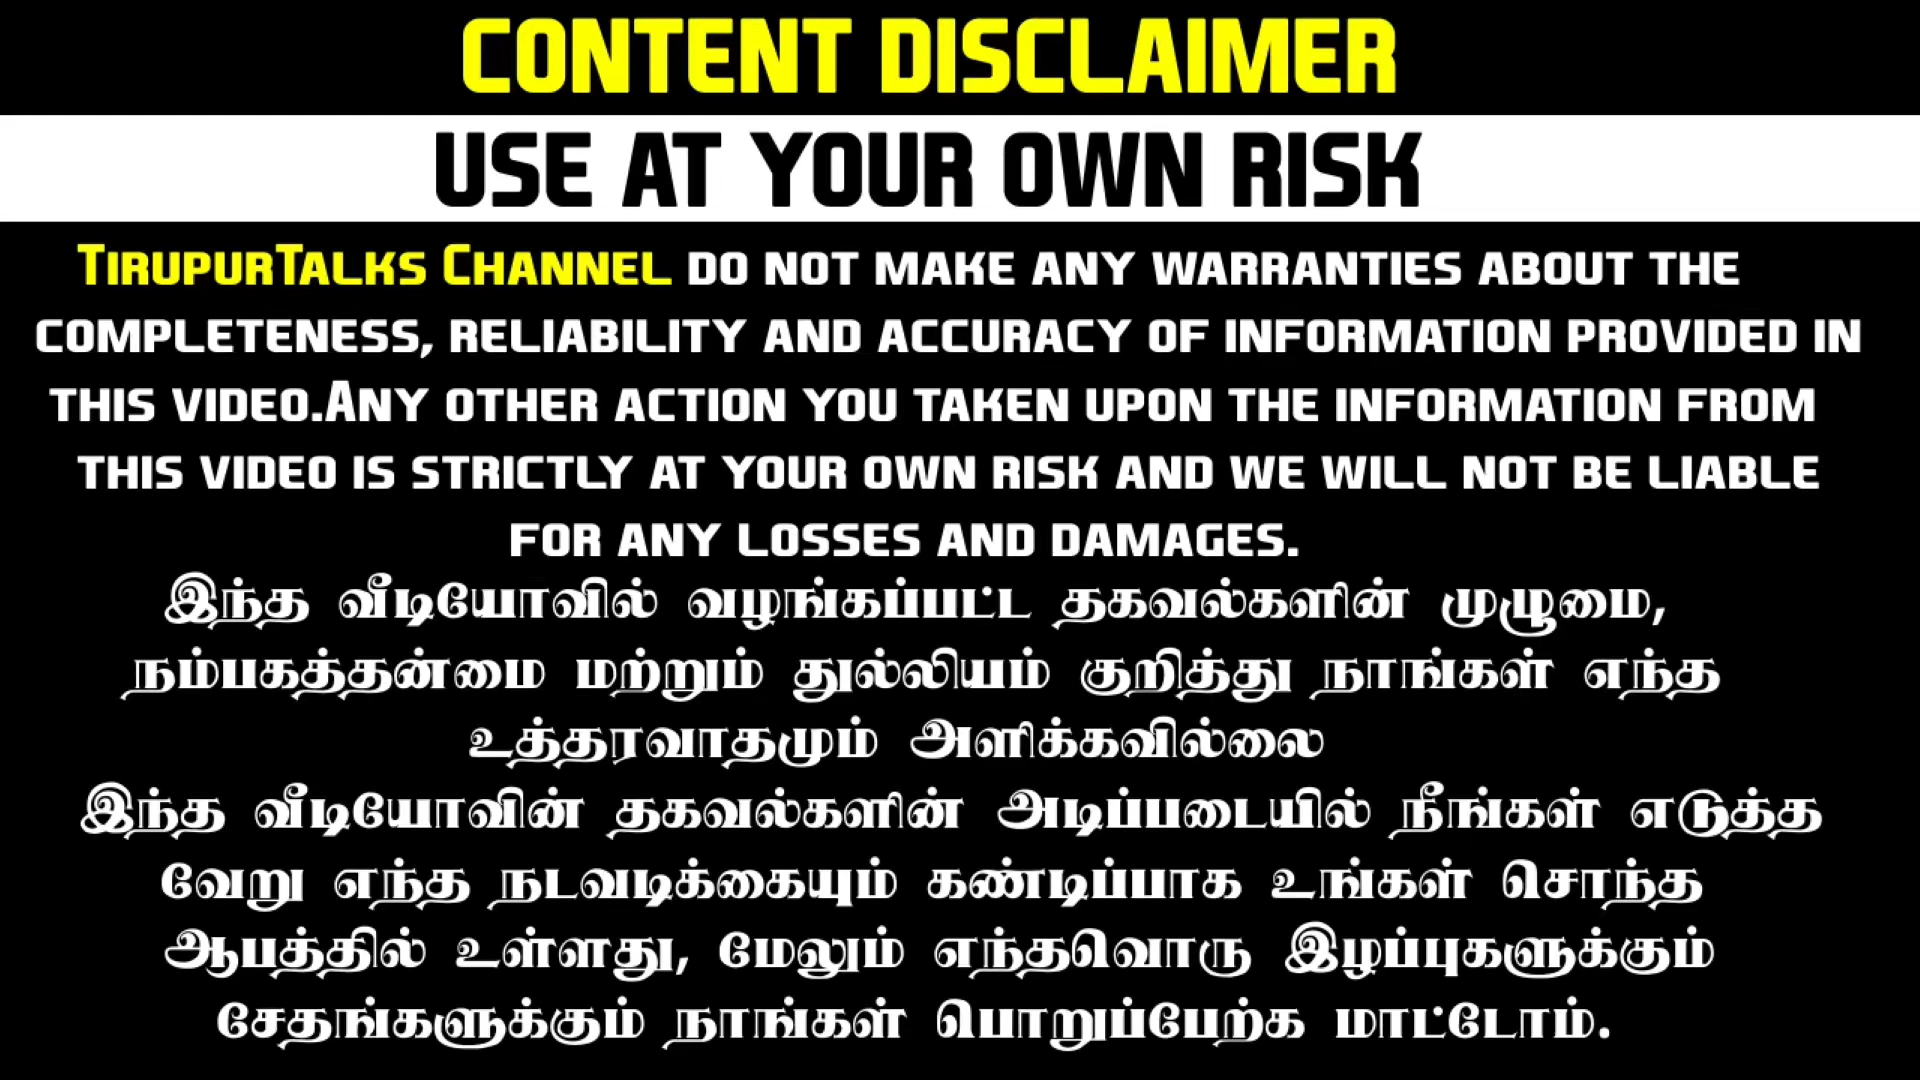 CONTENT DISCLAIMER
USE AT YOUR OWN RISK
TIRUPURTALKS CHANNEL DO NOT MAKE ANY WARRANTIES ABOUT THE
COMPLETENESS, RELIABILITY AND ACCURACY OF INFORMATION PROVIDED IN
THIS VIDEO.ANY OTHER ACTION YOU TAKEN UPON THE INFORMATION FROM
THIS VIDEO IS STRICTLY AT YOUR OWN RISK AND WE WILL NOT BE LIABLE
FOR ANY LOSSES AND DAMAGES.
இந்த வீடியோவில் வழங்கப்பட்ட தகவல்களின் முழுமை,
நம்பகத்தன்மை மற்றும் துல்லியம் குறித்து நாங்கள் எந்த
உத்தரவாதமும் அளிக்கவில்லை
இந்த வீடியோவின் தகவல்களின் அடிப்படையில் நீங்கள் எடுத்த
வேறு எந்த நடவடிக்கையும் கண்டிப்பாக உங்கள் சொந்த
ஆபத்தில் உள்ளது, மேலும் எந்தவொரு இழப்புகளுக்கும்
சேதங்களுக்கும் நாங்கள் பொறுப்பேற்க மாட்டோம்.